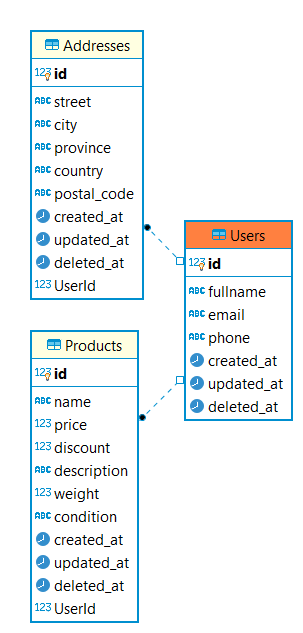 Addresses
123 id
ABC street
ABC city
ABC province
ABC country
ABC postal_code
created_at
updated_at
deleted_at
123 UserId
Users
123 id
ABC fullname
ABC email
ABC phone
created_at
updated_at
deleted_at
Products
123 id
ABC name
123 price
123 discount
ABC description
123 weight
ABC condition
created_at
updated_at
deleted_at
123 UserId